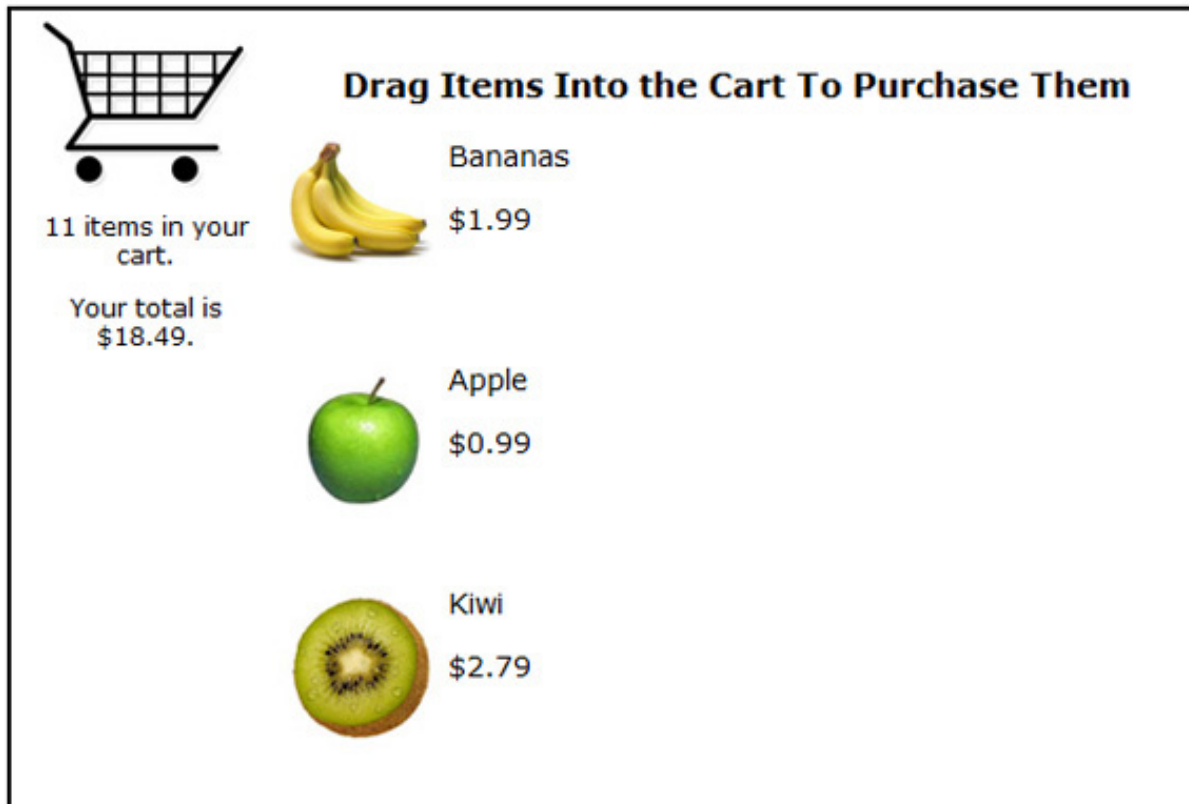 Drag Items Into the Cart To Purchase Them
11 items in your
cart.
Your total is
$18.49.
Bananas
$1.99
Apple
$0.99
Kiwi
$2.79